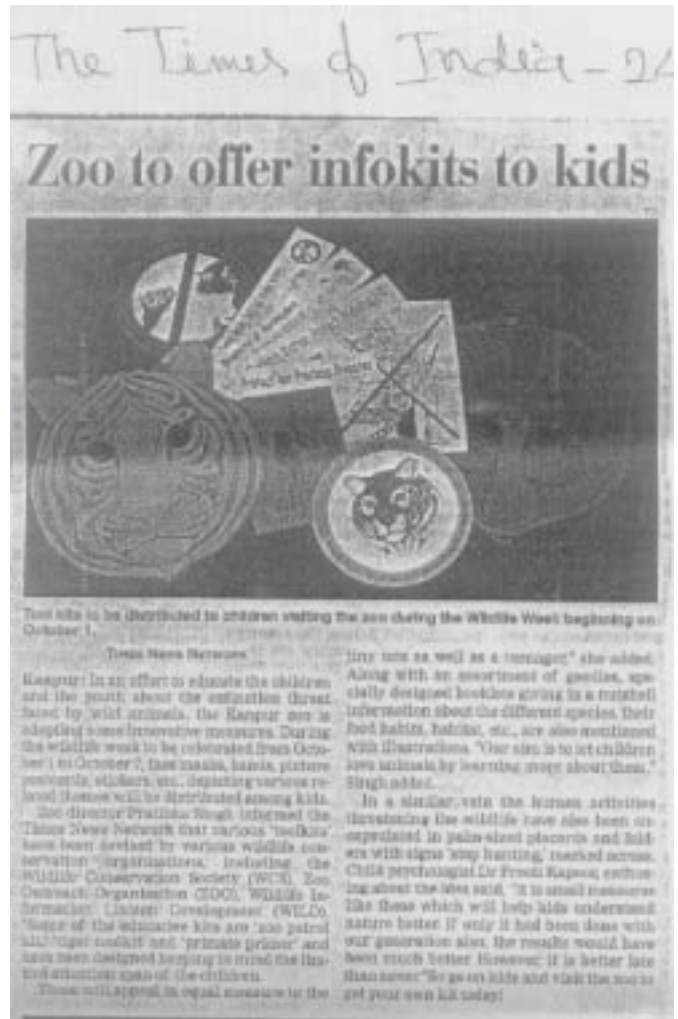 The Times of India - 2
Zoo to offer infokits to kids
Protect
Tool kits to be distributed to children visiting the zoo during the Wildlife Week beginning on
October 1.
Times News Network
Kanpur: In an effort to educate the children
and the youth about the extinction threat
faced by wild animals, the Kanpur zoo is
adopting some innovative measures. During
the wildlife week to be celebrated from Octo-
ber 1 to October 7, face masks, bands, picture
postcards, stickers, etc., depicting various re-
lated themes will be distributed among kids.
Zoo director Pratibha Singh informed the
Times News Network that various 'toolkits'
have been devised by various wildlife con-
servation organisations, including the
Wildlife Conservation Society (WCS), Zoo
Outreach Organisation (ZOO), Wildlife In-
formation Liaison Development (WILD).
"Some of the educative kits are 'zoo patrol
kit,' 'tiger toolkit' and 'primate primer' and
have been designed keeping in mind the lim-
ited attention span of the children.
These will appeal in equal measure to the
tiny tots as well as a teenager," she added.
Along with an assortment of goodies, spe-
cially designed booklets giving in a nutshell
information about the different species, their
food habits, habitat, etc., are also mentioned
with illustrations. "Our aim is to let children
love animals by learning more about them,"
Singh added.
In a similar vein the human activities
threatening the wildlife have also been en-
capsulated in palm-sized placards and fold-
ers with signs 'stop hunting,' marked across.
Child psychologist Dr Kapoor, enthus-
ing about the idea said, "It is small measures
like these which will help kids understand
nature better. If only it had been done with
our generation also, the results would have
been much better. However, it is better late
than never." So go on kids and visit the zoo to
get your own kit today!